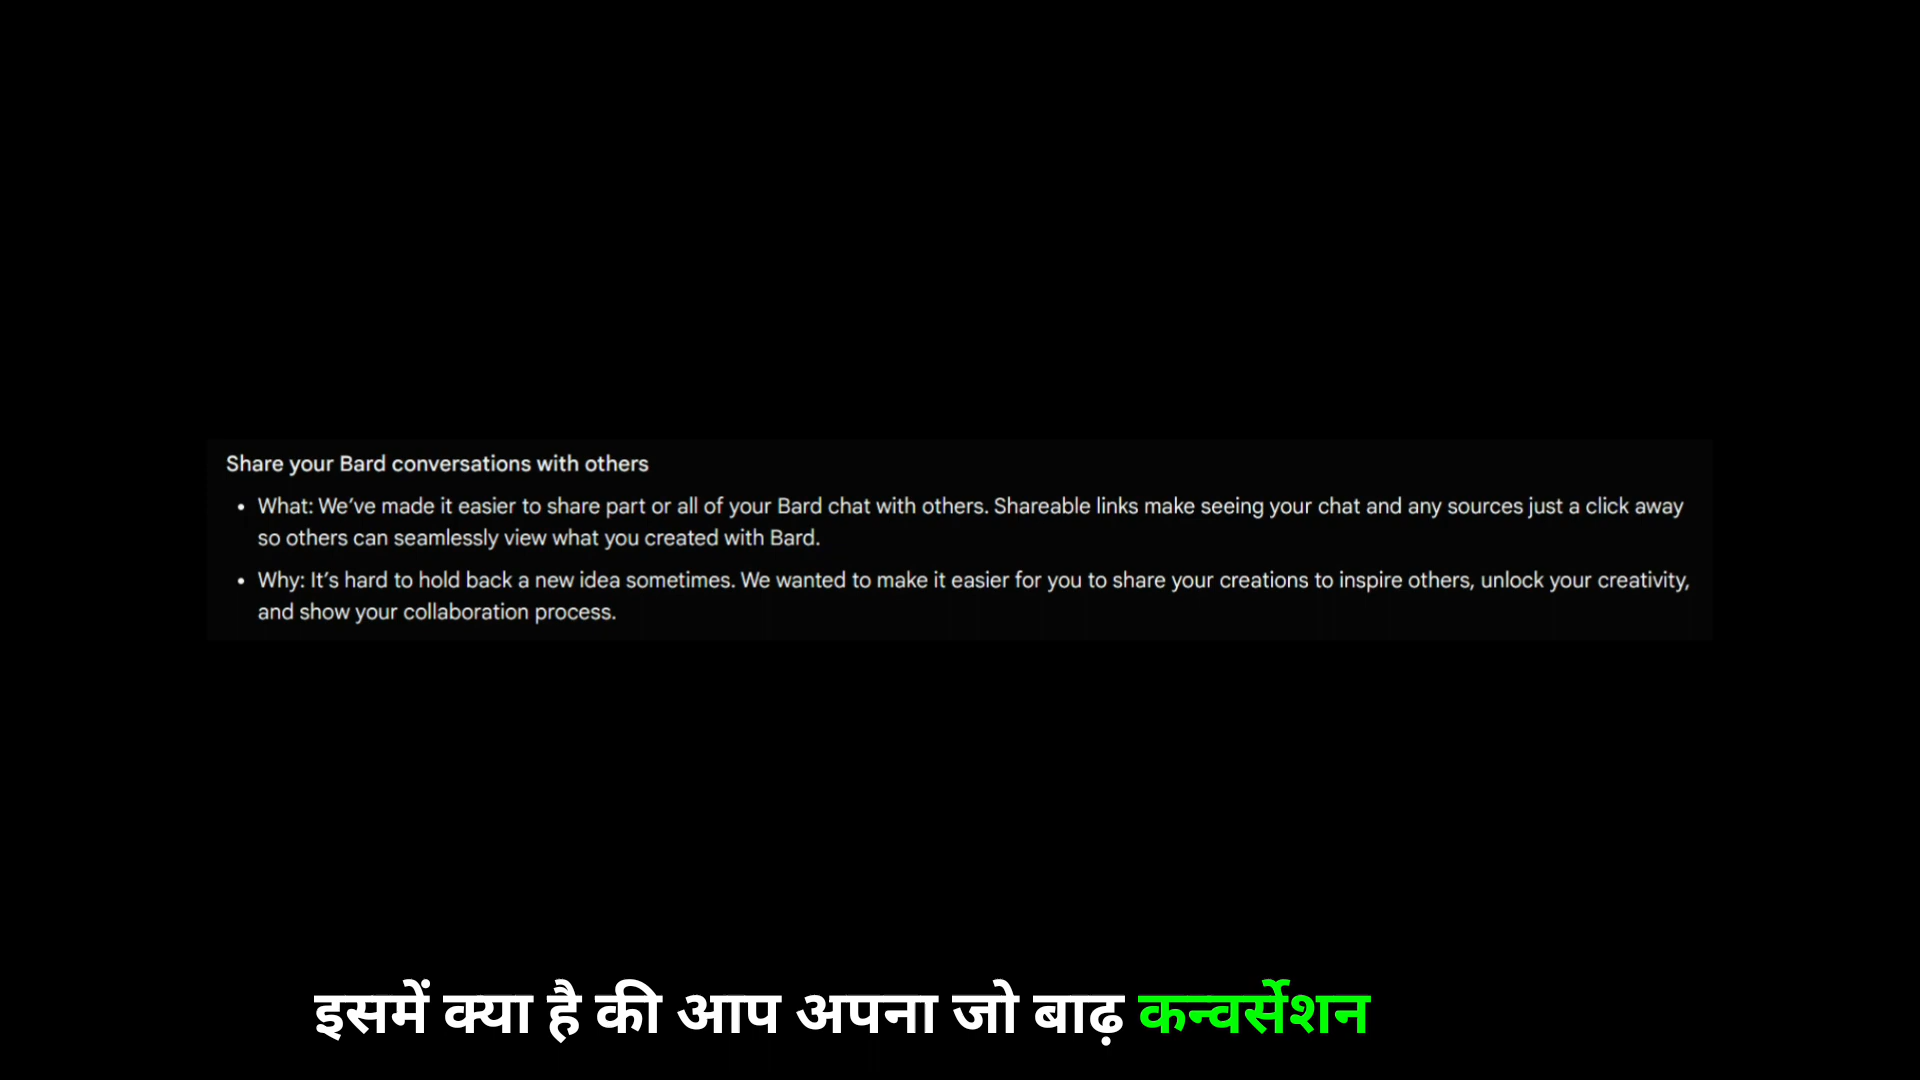 Share your Bard conversations with others
• What: We’ve made it easier to share part or all of your Bard chat with others. Shareable links make seeing your chat and any sources just a click away
so others can seamlessly view what you created with Bard.
• Why: It’s hard to hold back a new idea sometimes. We wanted to make it easier for you to share your creations to inspire others, unlock your creativity,
and show your collaboration process.
इसमें क्या है की आप अपना जो बाढ़ कन्वर्सेशन